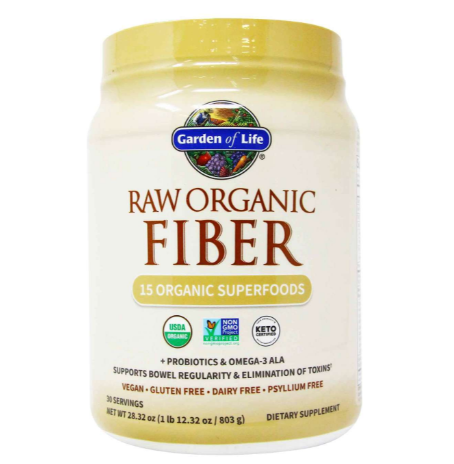 Garden of Life
®
RAW ORGANIC
FIBER
15 ORGANIC SUPERFOODS
USDA
ORGANIC
NON
GMO
Project
VERIFIED
nongmoproject.org
KETO
CERTIFIED
+ PROBIOTICS & OMEGA-3 ALA
SUPPORTS BOWEL REGULARITY & ELIMINATION OF TOXINS†
VEGAN • GLUTEN FREE • DAIRY FREE • PSYLLIUM FREE
30 SERVINGS
NET WT 28.32 oz (1 lb 12.32 oz / 803 g)
DIETARY SUPPLEMENT